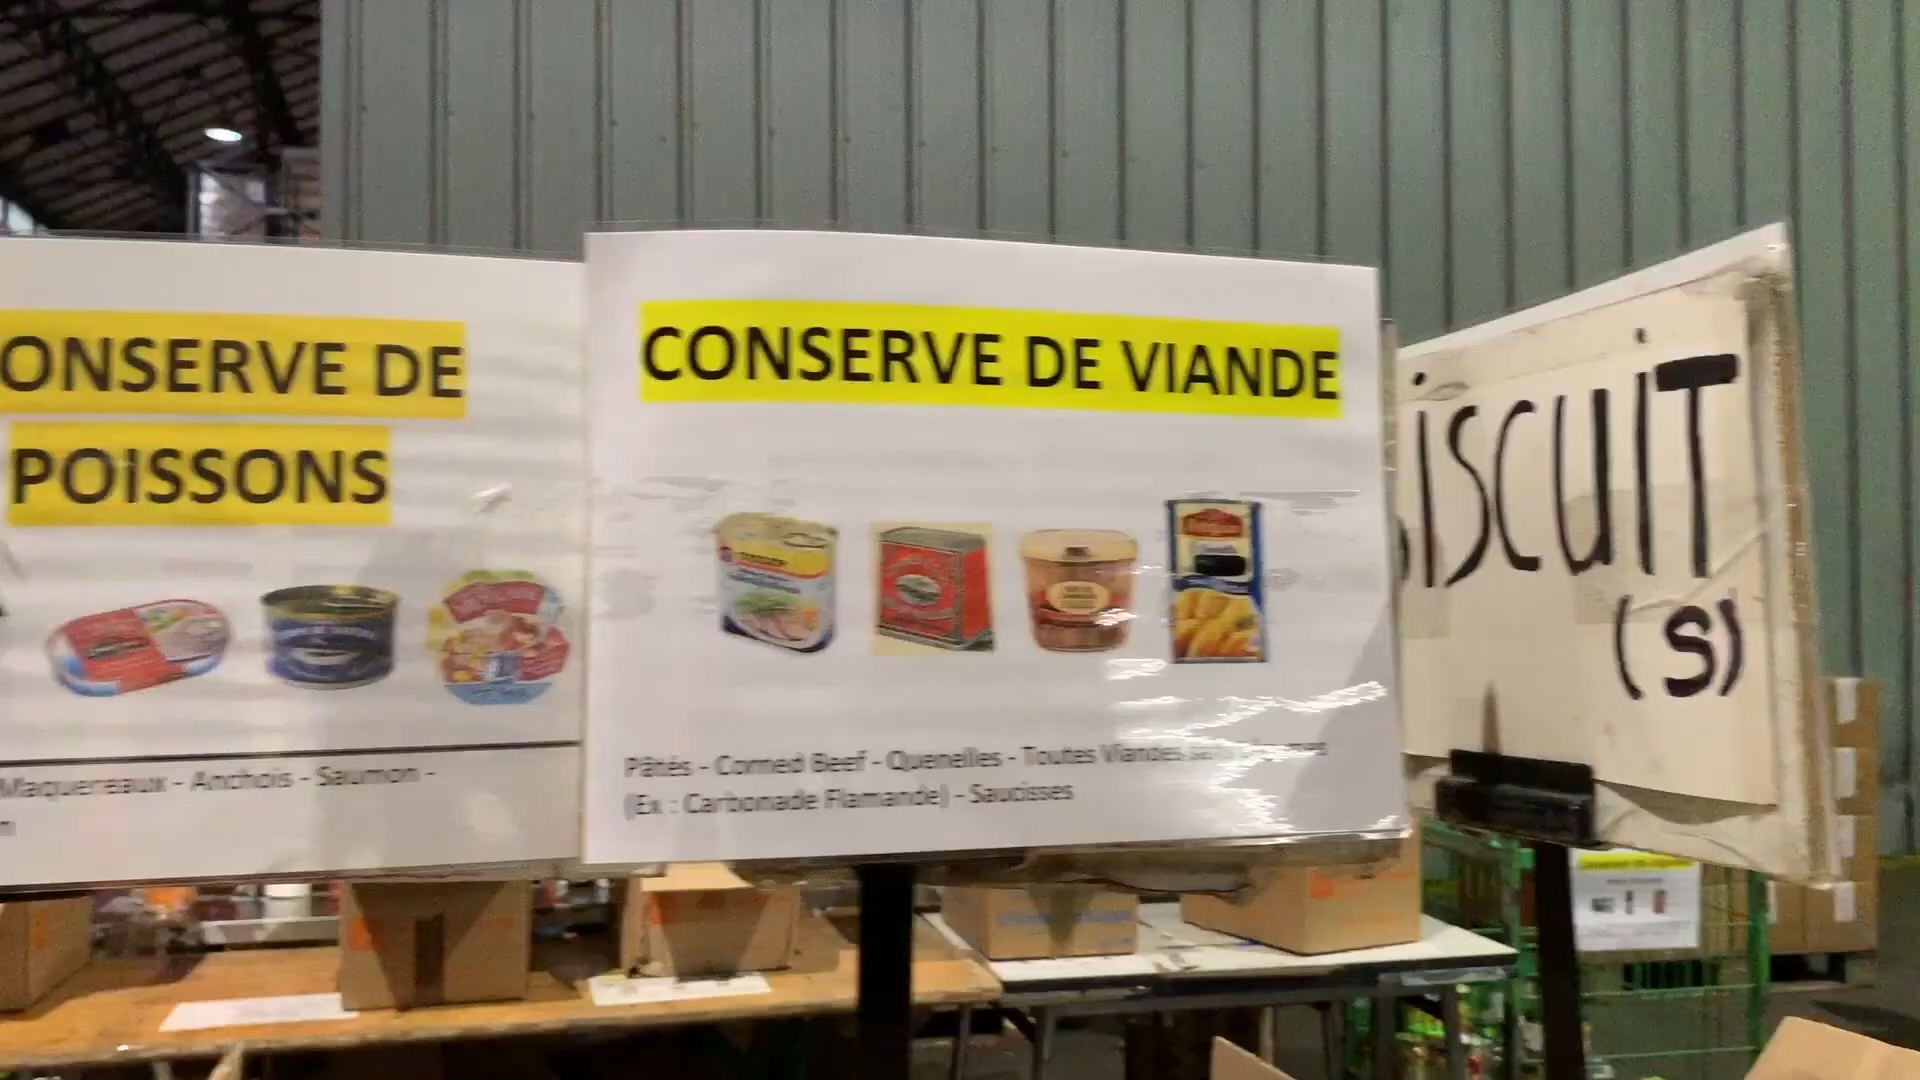 ONSERVE DE
POISSONS
Maquereaux - Anchois - Saumon -
n
CONSERVE DE VIANDE
Pâtés - Corned Beef - Quenelles - Toutes Viandes
(Ex : Carbonade Flamande) - Saucisses
ISCUIT
(S)